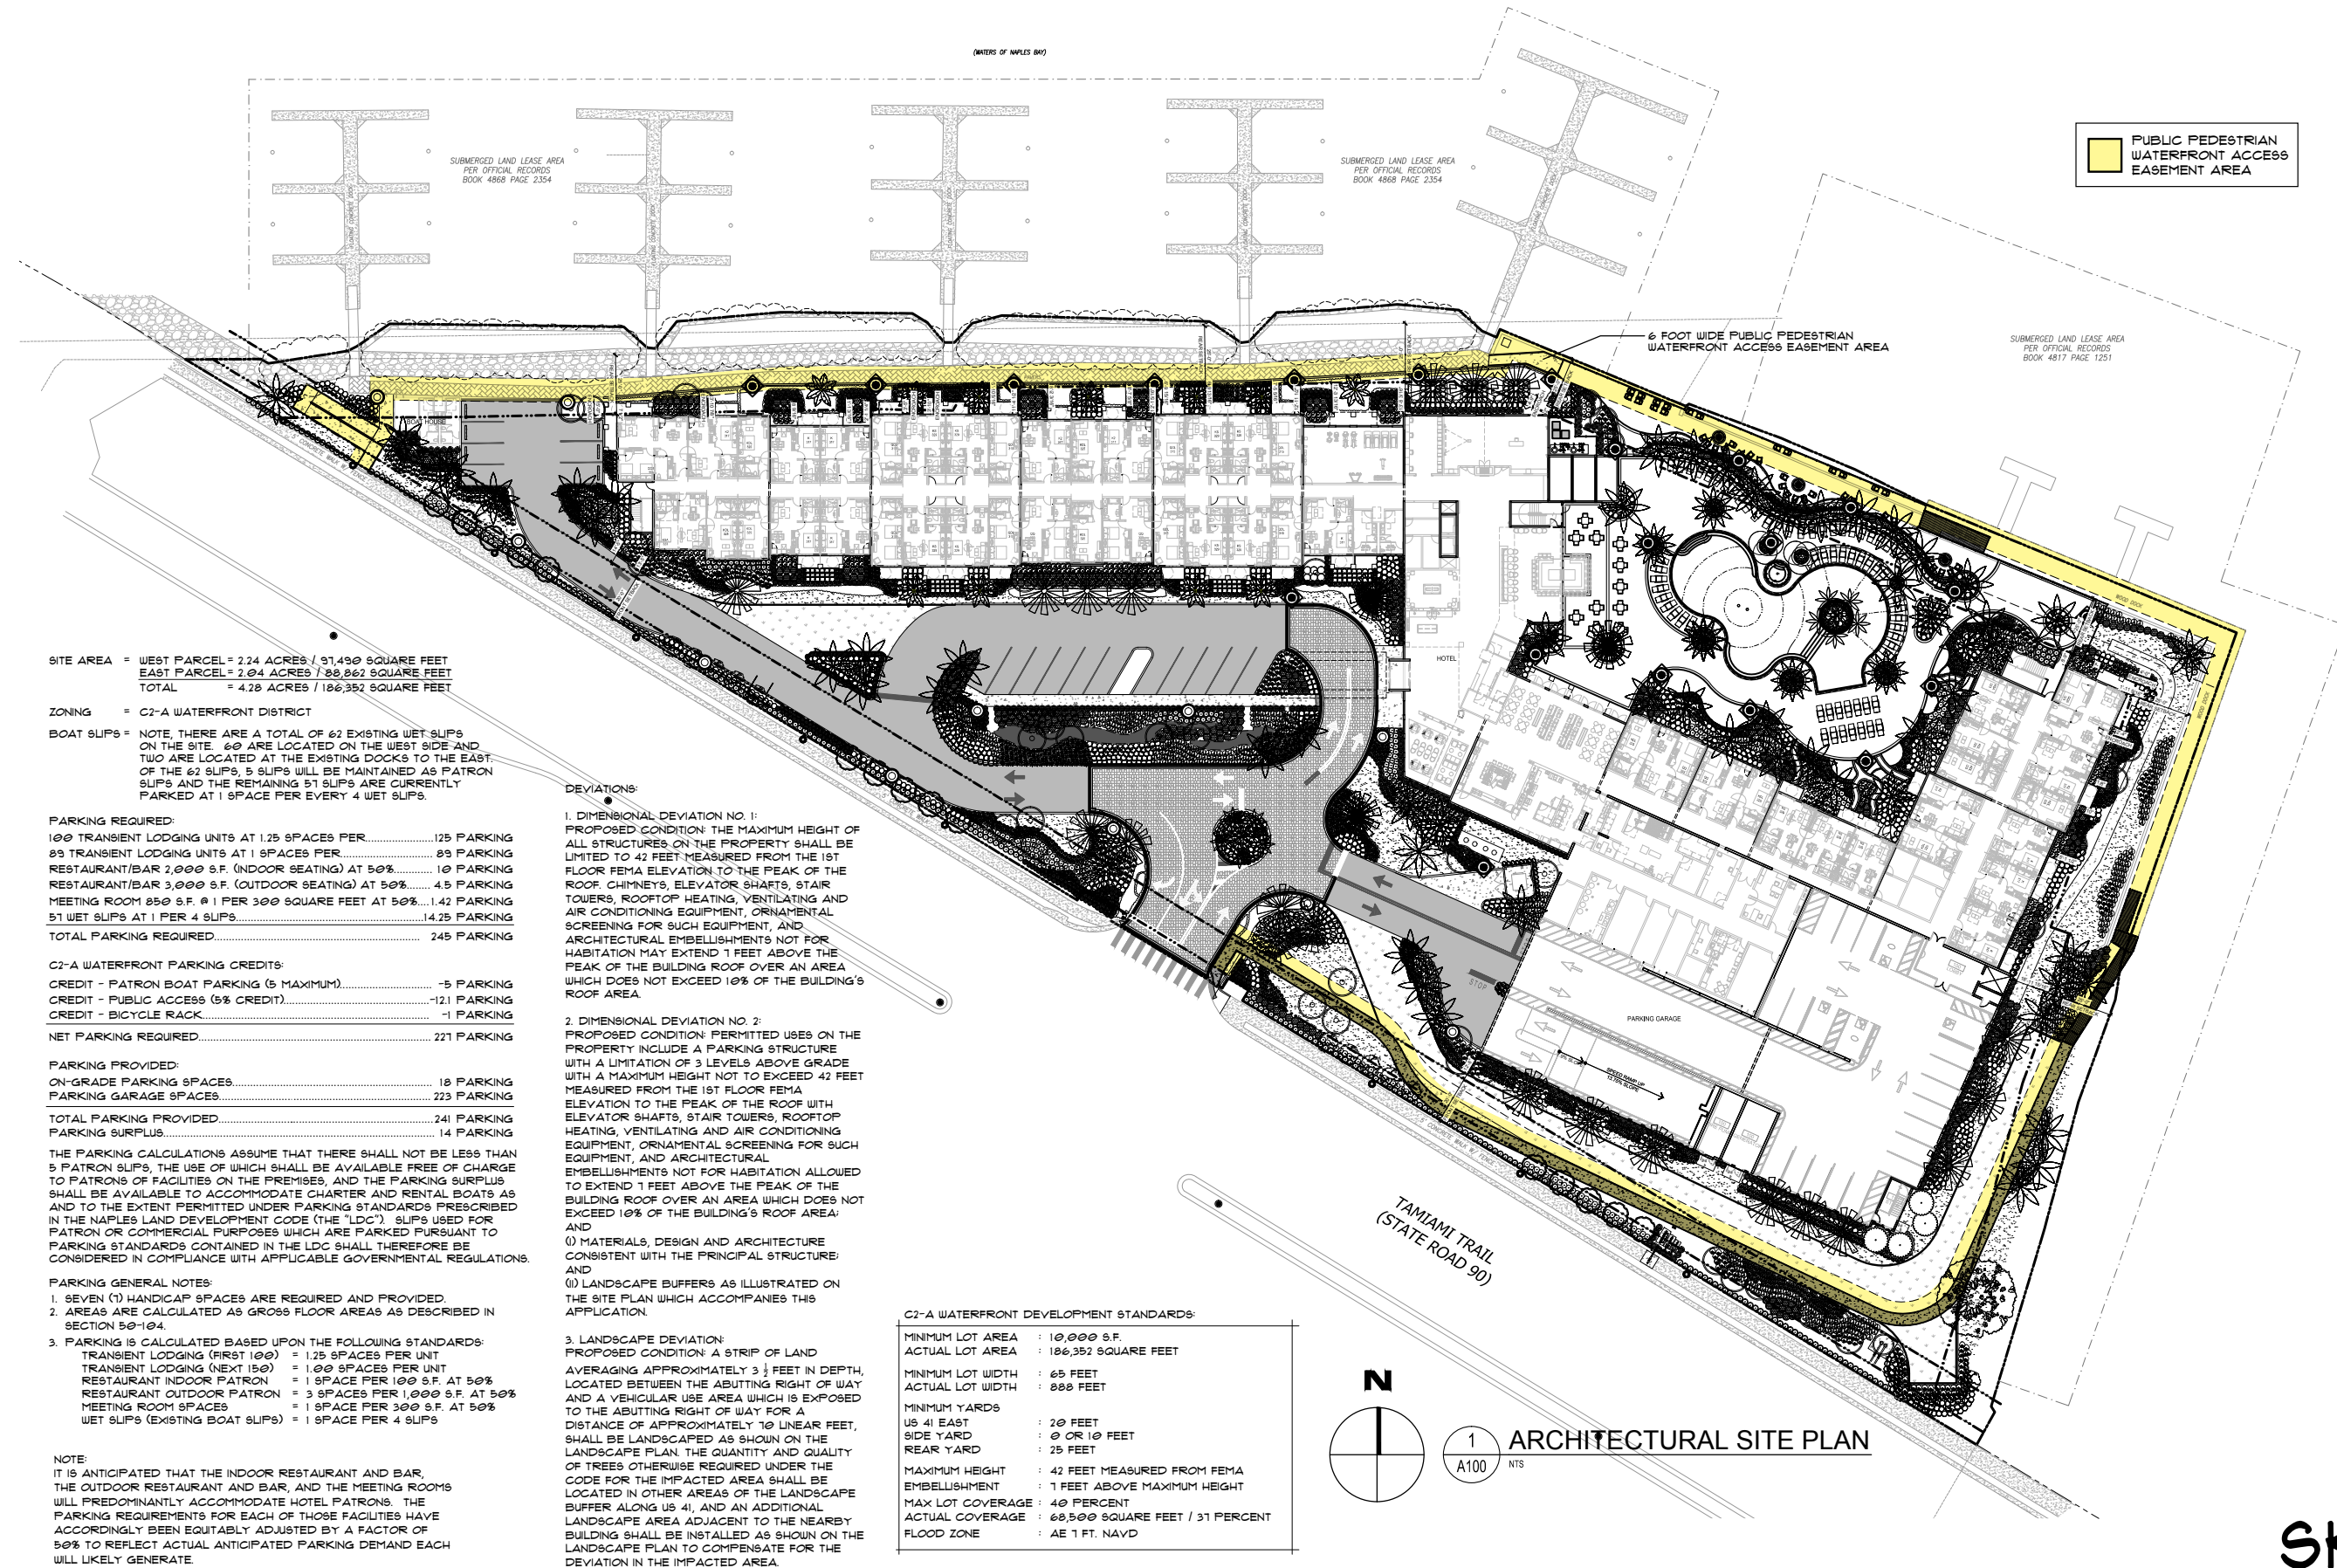 (WATERS OF NAPLES BAY)
SUBMERGED LAND LEASE AREA
PER OFFICIAL RECORDS
BOOK 4868 PAGE 2354
SUBMERGED LAND LEASE AREA
PER OFFICIAL RECORDS
BOOK 4868 PAGE 2354
PUBLIC PEDESTRIAN
WATERFRONT ACCESS
EASEMENT AREA
6 FOOT WIDE PUBLIC PEDESTRIAN
WATERFRONT ACCESS EASEMENT AREA
SUBMERGED LAND LEASE AREA
PER OFFICIAL RECORDS
BOOK 4817 PAGE 1251
FLOATING CONCRETE DOCK
FLOATING CONCRETE DOCK
FLOATING CONCRETE DOCK
FLOATING CONCRETE DOCK
FLOATING CONCRETE DOCK
BOAT HOUSE
HOTEL
WOOD DOCK
WOOD DOCK
STOP
PARKING GARAGE
SPEED RAMP UP
5' CONCRETE WALK W/ FENCE
TAMIAMI TRAIL
(STATE ROAD 90)
SITE AREA = WEST PARCEL = 2.24 ACRES / 97,490 SQUARE FEET
EAST PARCEL = 2.04 ACRES / 88,862 SQUARE FEET
TOTAL = 4.28 ACRES / 186,352 SQUARE FEET
ZONING = C2-A WATERFRONT DISTRICT
BOAT SLIPS = NOTE, THERE ARE A TOTAL OF 62 EXISTING WET SLIPS
ON THE SITE. 60 ARE LOCATED ON THE WEST SIDE AND
TWO ARE LOCATED AT THE EXISTING DOCKS TO THE EAST.
OF THE 62 SLIPS, 5 SLIPS WILL BE MAINTAINED AS PATRON
SLIPS AND THE REMAINING 57 SLIPS ARE CURRENTLY
PARKED AT 1 SPACE PER EVERY 4 WET SLIPS.
PARKING REQUIRED:
100 TRANSIENT LODGING UNITS AT 1.25 SPACES PER......................125 PARKING
89 TRANSIENT LODGING UNITS AT 1 SPACES PER.............................. 89 PARKING
RESTAURANT/BAR 2,000 S.F. (INDOOR SEATING) AT 50%............ 10 PARKING
RESTAURANT/BAR 3,000 S.F. (OUTDOOR SEATING) AT 50%....... 4.5 PARKING
MEETING ROOM 850 S.F. @ 1 PER 300 SQUARE FEET AT 50%....1.42 PARKING
57 WET SLIPS AT 1 PER 4 SLIPS.............................................................14.25 PARKING
TOTAL PARKING REQUIRED.................................................................... 245 PARKING
C2-A WATERFRONT PARKING CREDITS:
CREDIT - PATRON BOAT PARKING (5 MAXIMUM).............................. -5 PARKING
CREDIT - PUBLIC ACCESS (5% CREDIT)................................................-12.1 PARKING
CREDIT - BICYCLE RACK........................................................................... -1 PARKING
NET PARKING REQUIRED............................................................................. 227 PARKING
PARKING PROVIDED:
ON-GRADE PARKING SPACES................................................................. 18 PARKING
PARKING GARAGE SPACES...................................................................... 223 PARKING
TOTAL PARKING PROVIDED.......................................................................241 PARKING
PARKING SURPLUS......................................................................................... 14 PARKING
THE PARKING CALCULATIONS ASSUME THAT THERE SHALL NOT BE LESS THAN
5 PATRON SLIPS, THE USE OF WHICH SHALL BE AVAILABLE FREE OF CHARGE
TO PATRONS OF FACILITIES ON THE PREMISES, AND THE PARKING SURPLUS
SHALL BE AVAILABLE TO ACCOMMODATE CHARTER AND RENTAL BOATS AS
AND TO THE EXTENT PERMITTED UNDER PARKING STANDARDS PRESCRIBED
IN THE NAPLES LAND DEVELOPMENT CODE (THE "LDC"). SLIPS USED FOR
PATRON OR COMMERCIAL PURPOSES WHICH ARE PARKED PURSUANT TO
PARKING STANDARDS CONTAINED IN THE LDC SHALL THEREFORE BE
CONSIDERED IN COMPLIANCE WITH APPLICABLE GOVERNMENTAL REGULATIONS.
PARKING GENERAL NOTES:
1. SEVEN (7) HANDICAP SPACES ARE REQUIRED AND PROVIDED.
2. AREAS ARE CALCULATED AS GROSS FLOOR AREAS AS DESCRIBED IN
SECTION 50-104.
3. PARKING IS CALCULATED BASED UPON THE FOLLOWING STANDARDS:
TRANSIENT LODGING (FIRST 100) = 1.25 SPACES PER UNIT
TRANSIENT LODGING (NEXT 150) = 1.00 SPACES PER UNIT
RESTAURANT INDOOR PATRON = 1 SPACE PER 100 S.F. AT 50%
RESTAURANT OUTDOOR PATRON = 3 SPACES PER 1,000 S.F. AT 50%
MEETING ROOM SPACES = 1 SPACE PER 300 S.F. AT 50%
WET SLIPS (EXISTING BOAT SLIPS) = 1 SPACE PER 4 SLIPS
NOTE:
IT IS ANTICIPATED THAT THE INDOOR RESTAURANT AND BAR,
THE OUTDOOR RESTAURANT AND BAR, AND THE MEETING ROOMS
WILL PREDOMINANTLY ACCOMMODATE HOTEL PATRONS. THE
PARKING REQUIREMENTS FOR EACH OF THOSE FACILITIES HAVE
ACCORDINGLY BEEN EQUITABLY ADJUSTED BY A FACTOR OF
50% TO REFLECT ACTUAL ANTICIPATED PARKING DEMAND EACH
WILL LIKELY GENERATE.
DEVIATIONS:
1. DIMENSIONAL DEVIATION NO. 1:
PROPOSED CONDITION: THE MAXIMUM HEIGHT OF
ALL STRUCTURES ON THE PROPERTY SHALL BE
LIMITED TO 42 FEET MEASURED FROM THE 1ST
FLOOR FEMA ELEVATION TO THE PEAK OF THE
ROOF. CHIMNEYS, ELEVATOR SHAFTS, STAIR
TOWERS, ROOFTOP HEATING, VENTILATING AND
AIR CONDITIONING EQUIPMENT, ORNAMENTAL
SCREENING FOR SUCH EQUIPMENT, AND
ARCHITECTURAL EMBELLISHMENTS NOT FOR
HABITATION MAY EXTEND 7 FEET ABOVE THE
PEAK OF THE BUILDING ROOF OVER AN AREA
WHICH DOES NOT EXCEED 10% OF THE BUILDING'S
ROOF AREA.
2. DIMENSIONAL DEVIATION NO. 2:
PROPOSED CONDITION: PERMITTED USES ON THE
PROPERTY INCLUDE A PARKING STRUCTURE
WITH A LIMITATION OF 3 LEVELS ABOVE GRADE
WITH A MAXIMUM HEIGHT NOT TO EXCEED 42 FEET
MEASURED FROM THE 1ST FLOOR FEMA
ELEVATION TO THE PEAK OF THE ROOF WITH
ELEVATOR SHAFTS, STAIR TOWERS, ROOFTOP
HEATING, VENTILATING AND AIR CONDITIONING
EQUIPMENT, ORNAMENTAL SCREENING FOR SUCH
EQUIPMENT, AND ARCHITECTURAL
EMBELLISHMENTS NOT FOR HABITATION ALLOWED
TO EXTEND 7 FEET ABOVE THE PEAK OF THE
BUILDING ROOF OVER AN AREA WHICH DOES NOT
EXCEED 10% OF THE BUILDING'S ROOF AREA;
AND
(I) MATERIALS, DESIGN AND ARCHITECTURE
CONSISTENT WITH THE PRINCIPAL STRUCTURE;
AND
(II) LANDSCAPE BUFFERS AS ILLUSTRATED ON
THE SITE PLAN WHICH ACCOMPANIES THIS
APPLICATION.
3. LANDSCAPE DEVIATION:
PROPOSED CONDITION: A STRIP OF LAND
AVERAGING APPROXIMATELY 3 ½ FEET IN DEPTH,
LOCATED BETWEEN THE ABUTTING RIGHT OF WAY
AND A VEHICULAR USE AREA WHICH IS EXPOSED
TO THE ABUTTING RIGHT OF WAY FOR A
DISTANCE OF APPROXIMATELY 70 LINEAR FEET,
SHALL BE LANDSCAPED AS SHOWN ON THE
LANDSCAPE PLAN. THE QUANTITY AND QUALITY
OF TREES OTHERWISE REQUIRED UNDER THE
CODE FOR THE IMPACTED AREA SHALL BE
LOCATED IN OTHER AREAS OF THE LANDSCAPE
BUFFER ALONG US 41, AND AN ADDITIONAL
LANDSCAPE AREA ADJACENT TO THE NEARBY
BUILDING SHALL BE INSTALLED AS SHOWN ON THE
LANDSCAPE PLAN TO COMPENSATE FOR THE
DEVIATION IN THE IMPACTED AREA.
C2-A WATERFRONT DEVELOPMENT STANDARDS:
MINIMUM LOT AREA : 10,000 S.F.
ACTUAL LOT AREA : 186,352 SQUARE FEET
MINIMUM LOT WIDTH : 65 FEET
ACTUAL LOT WIDTH : 888 FEET
MINIMUM YARDS
US 41 EAST : 20 FEET
SIDE YARD : 0 OR 10 FEET
REAR YARD : 25 FEET
MAXIMUM HEIGHT : 42 FEET MEASURED FROM FEMA
EMBELLISHMENT : 7 FEET ABOVE MAXIMUM HEIGHT
MAX LOT COVERAGE : 40 PERCENT
ACTUAL COVERAGE : 68,500 SQUARE FEET / 37 PERCENT
FLOOD ZONE : AE 7 FT. NAVD
N
1
A100
ARCHITECTURAL SITE PLAN
NTS